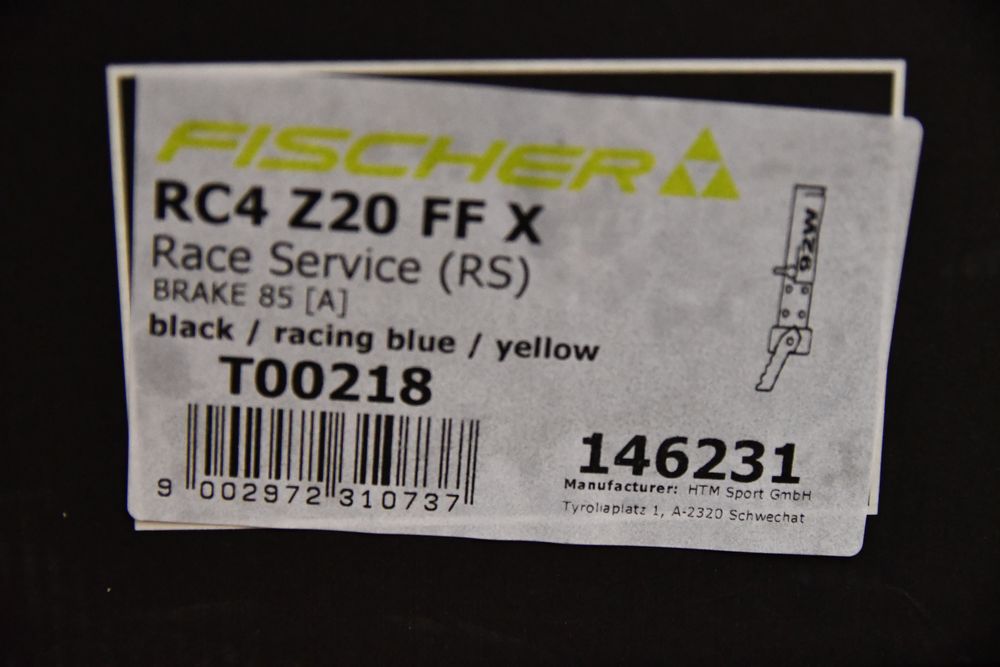 FISCHER
RC4 Z20 FF X
Race Service (RS)
BRAKE 85 [A]
black / racing blue / yellow
T00218
9 002972 310737
92W
146231
Manufacturer: HTM Sport GmbH
Tyroliaplatz 1, A-2320 Schwechat